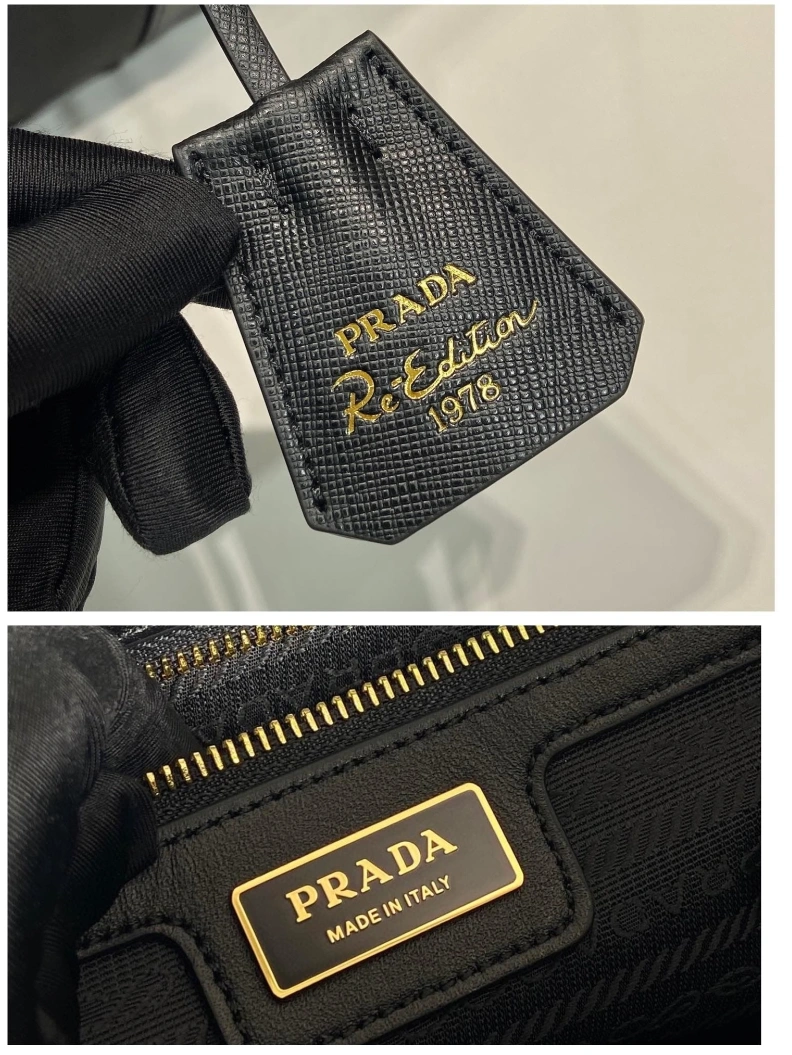 PRADA
Re-Edition
1978
PRADA
MADE IN ITALY